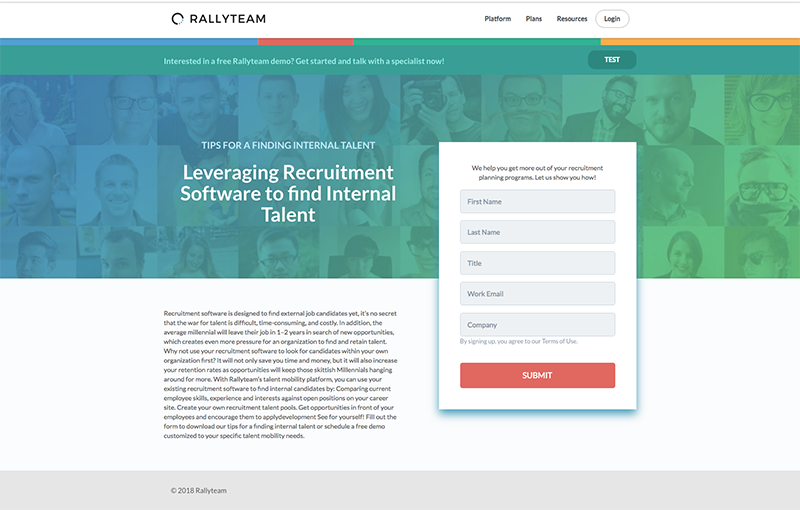 RALLYTEAM
Platform Plans Resources Login
Interested in a free Rallyteam demo? Get started and talk with a specialist now!
TEST
TIPS FOR A FINDING INTERNAL TALENT
Leveraging Recruitment
Software to find Internal
Talent
We help you get more out of your recruitment
planning programs. Let us show you how!
First Name
Last Name
Title
Work Email
Company
By signing up, you agree to our Terms of Use.
SUBMIT
Recruitment software is designed to find external job candidates yet, it's no secret
that the war for talent is difficult, time-consuming, and costly. In addition, the
average millennial will leave their job in 1–2 years in search of new opportunities,
which creates even more pressure for an organization to find and retain talent.
Why not use your recruitment software to look for candidates within your own
organization first? It will not only save you time and money, but it will also increase
your retention rates as opportunities will keep those skittish Millennials hanging
around for more. With Rallyteam's talent mobility platform, you can use your
existing recruitment software to find internal candidates by: Comparing current
employee skills, experience and interests against open positions on your career
site. Create your own recruitment talent pools. Get opportunities in front of your
employees and encourage them to applydevelopment See for yourself! Fill out the
form to download our tips for a finding internal talent or schedule a free demo
customized to your specific talent mobility needs.
© 2018 Rallyteam